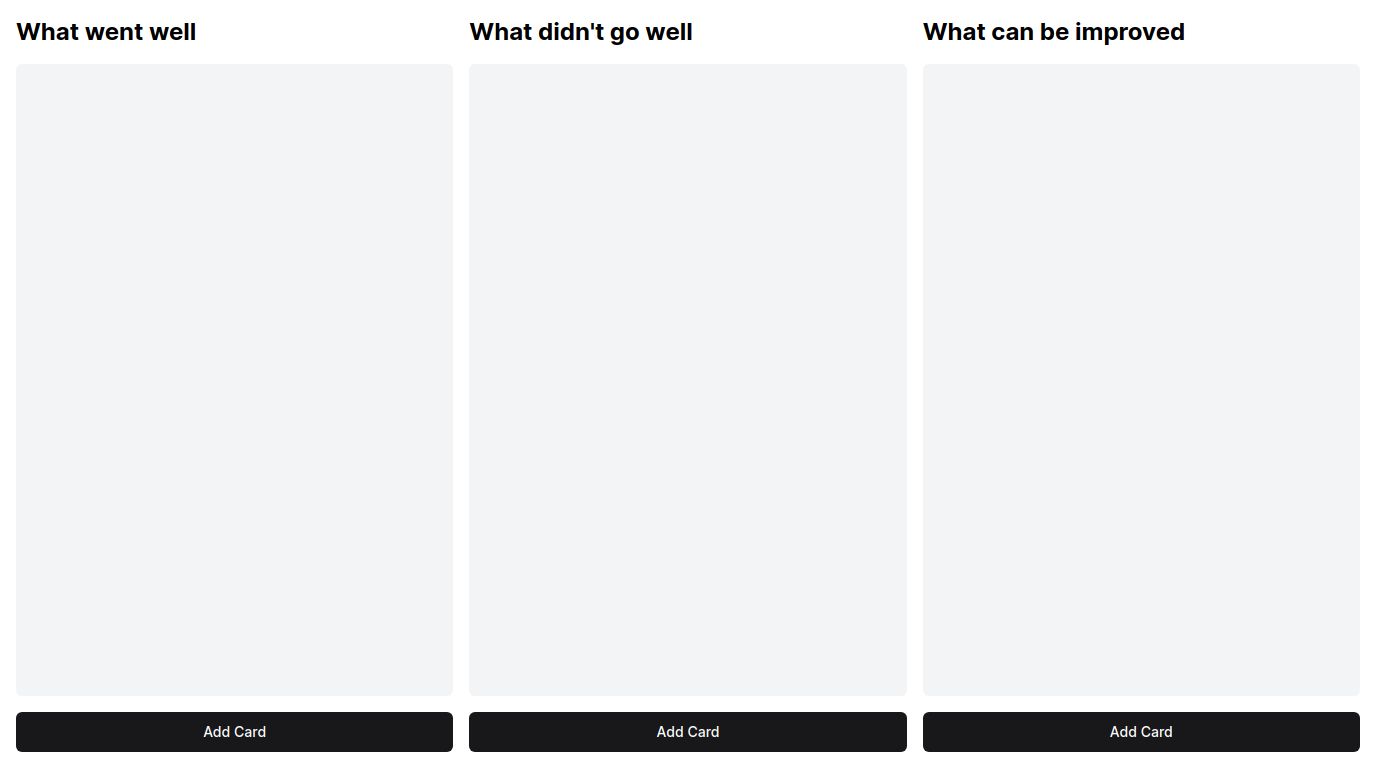 What went well
What didn't go well
What can be improved
Add Card
Add Card
Add Card